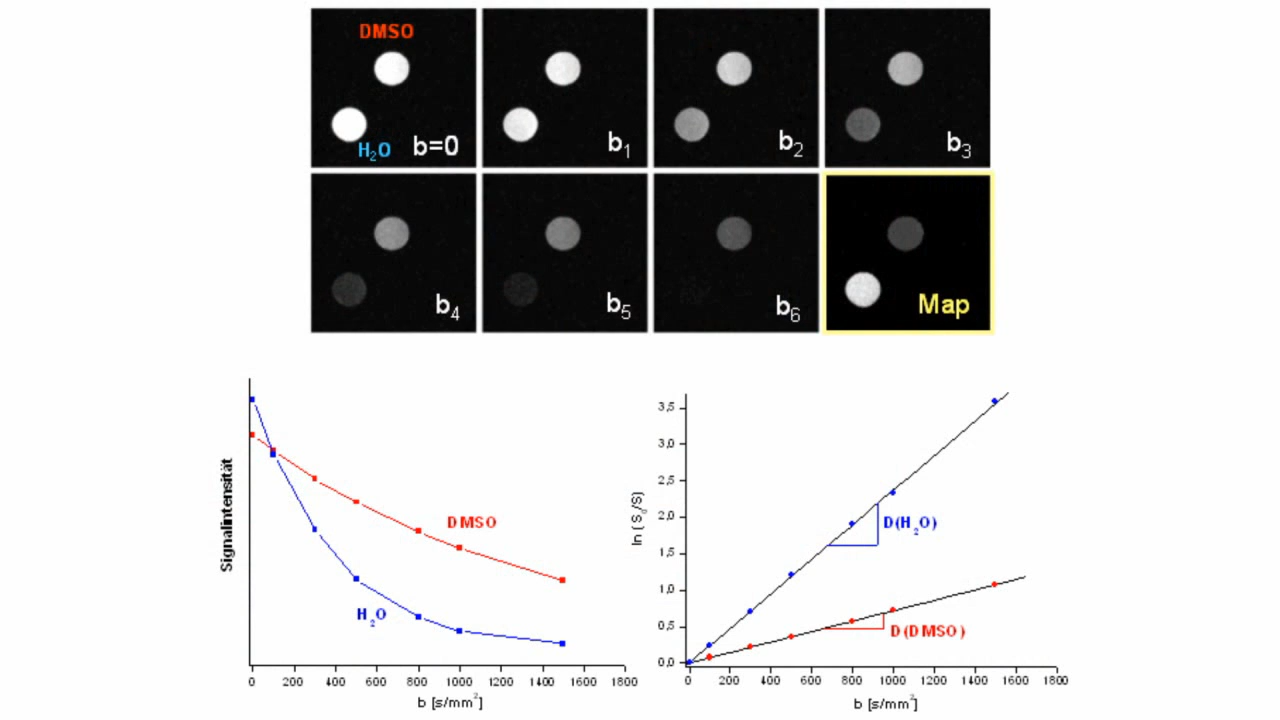 DMSO
H₂O b=0
b₁
b₂
b₃
b₄
b₅
b₆
Map
Signalintensität
DMSO
H₂O
0 200 400 600 800 1000 1200 1400 1600 1800
b [s/mm²]
ln (S₀/S)
3,5
3,0
2,5
2,0
1,5
1,0
0,5
0,0
D(H₂O)
D(DMSO)
0 200 400 600 800 1000 1200 1400 1600 1800
b [s/mm²]